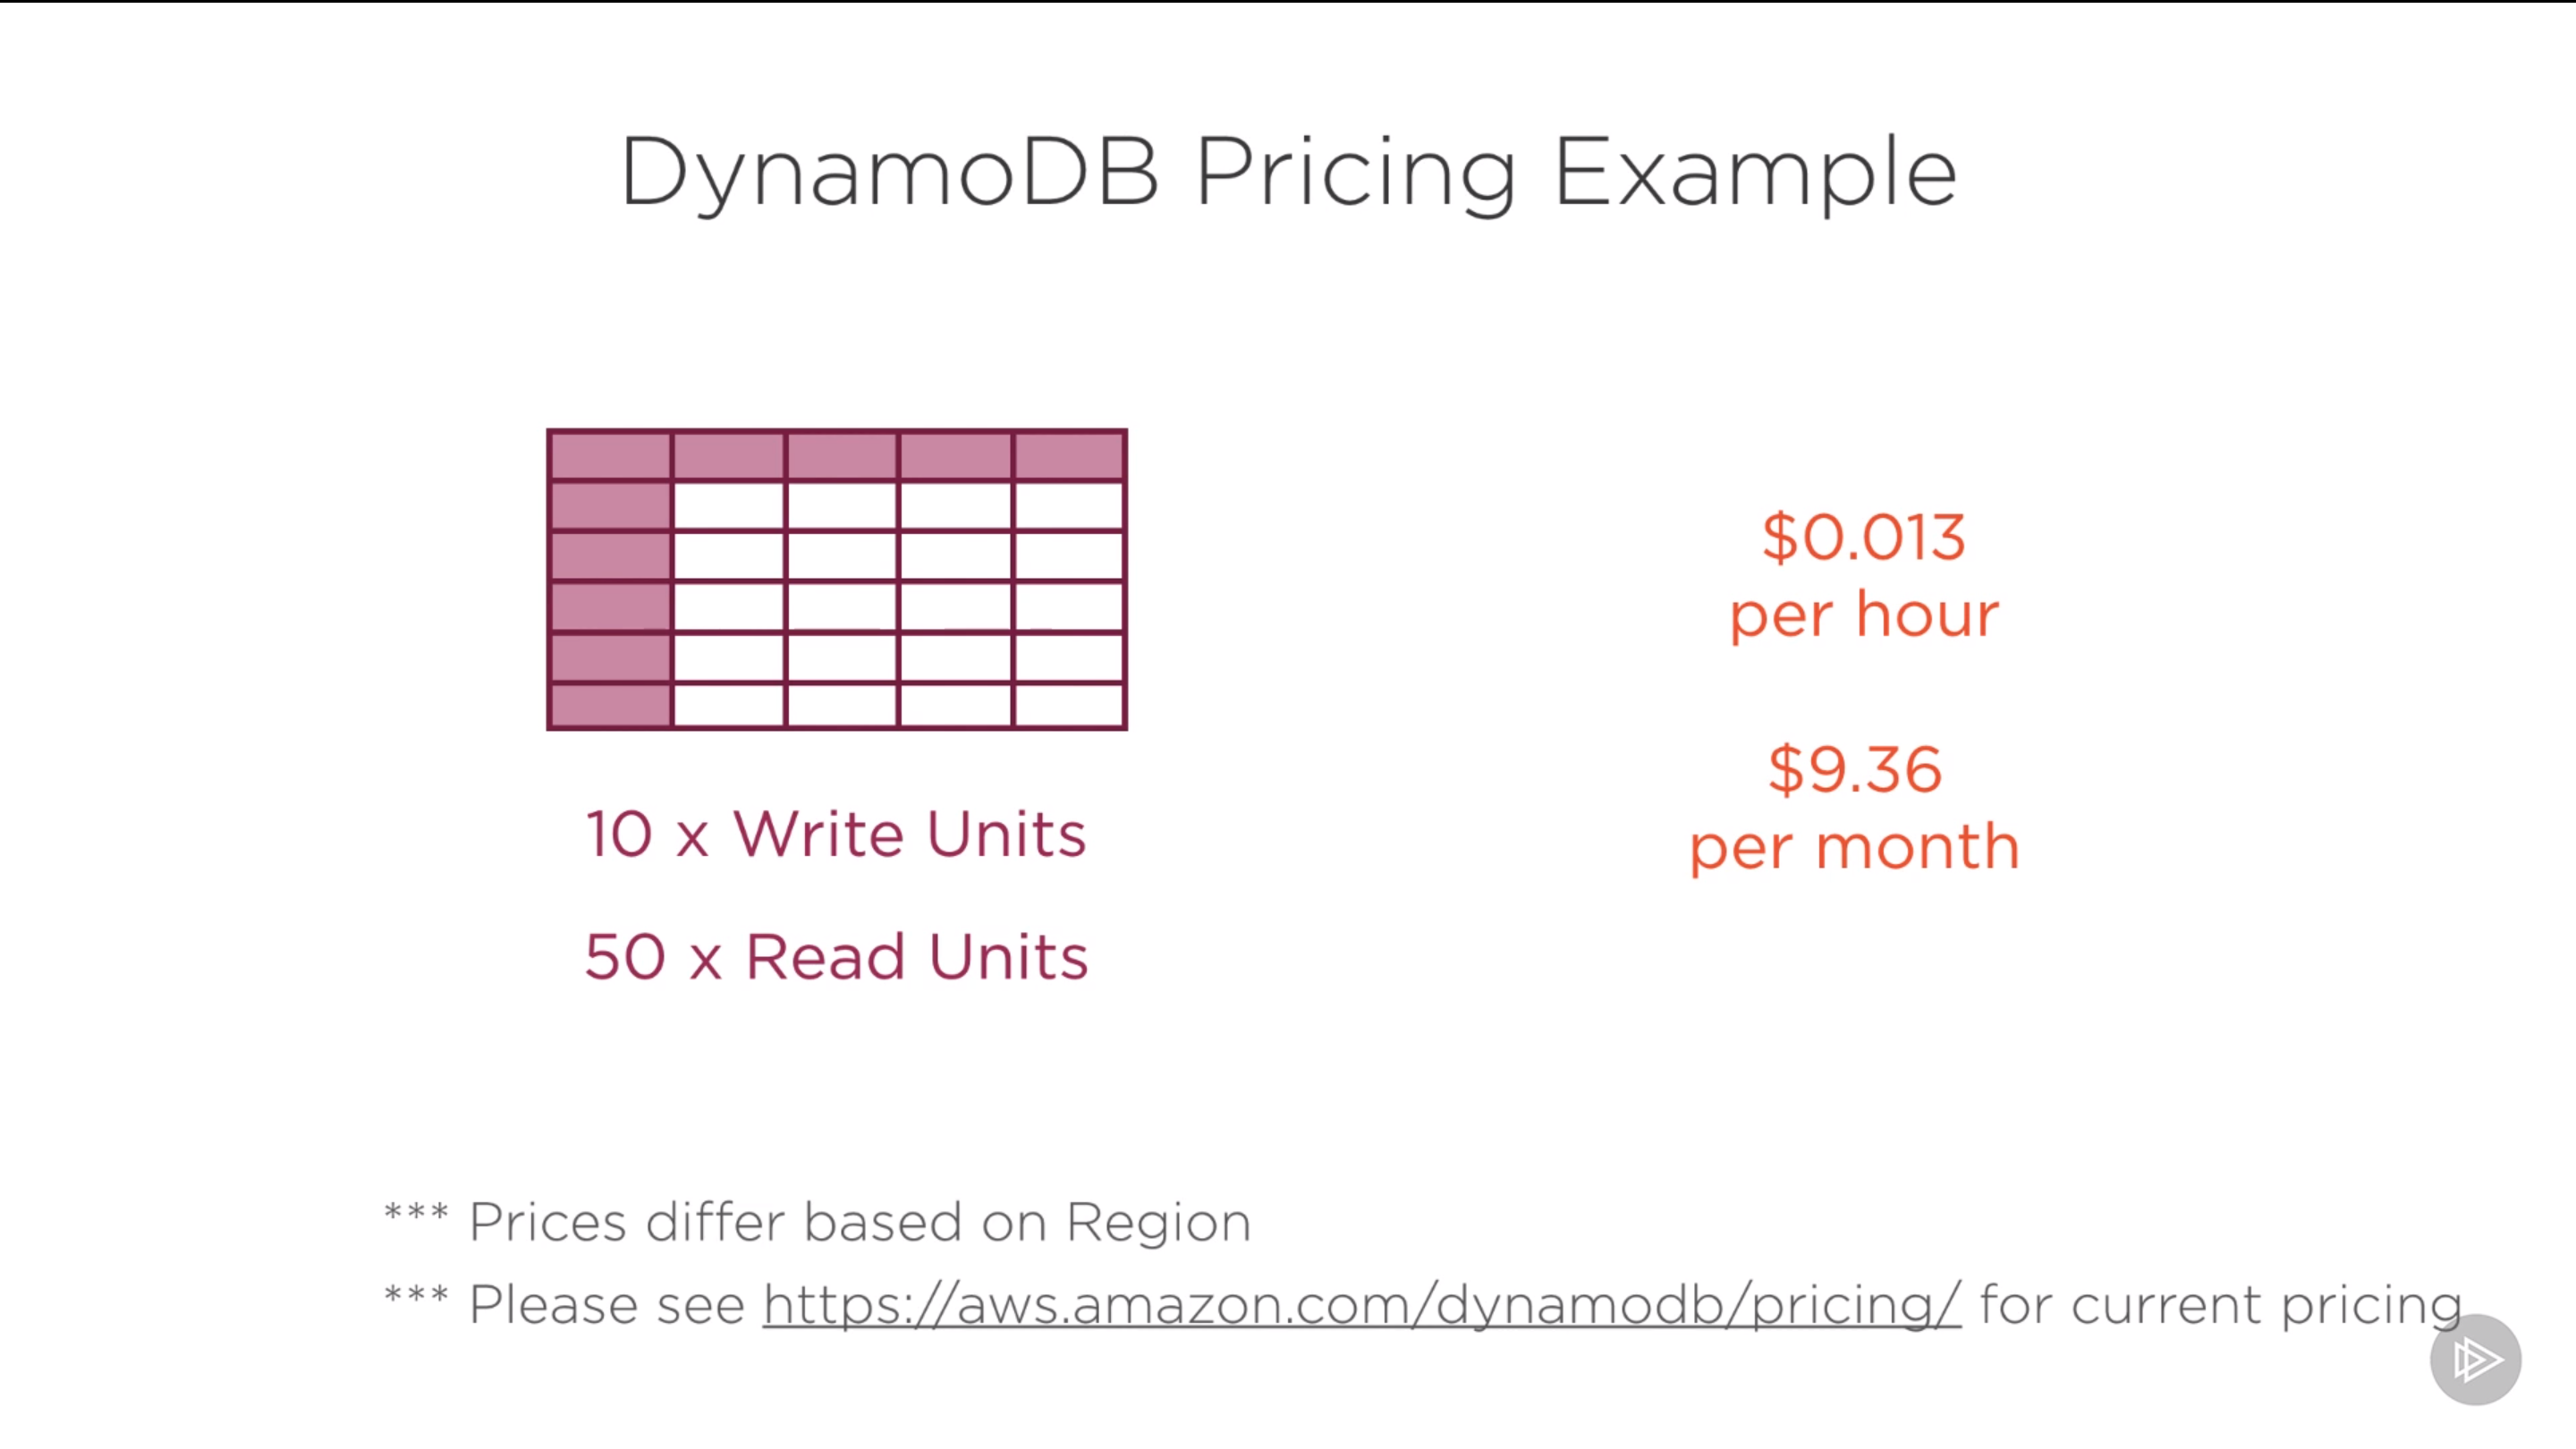 DynamoDB Pricing Example
10 x Write Units
50 x Read Units
$0.013
per hour
$9.36
per month
*** Prices differ based on Region
*** Please see https://aws.amazon.com/dynamodb/pricing/ for current pricing